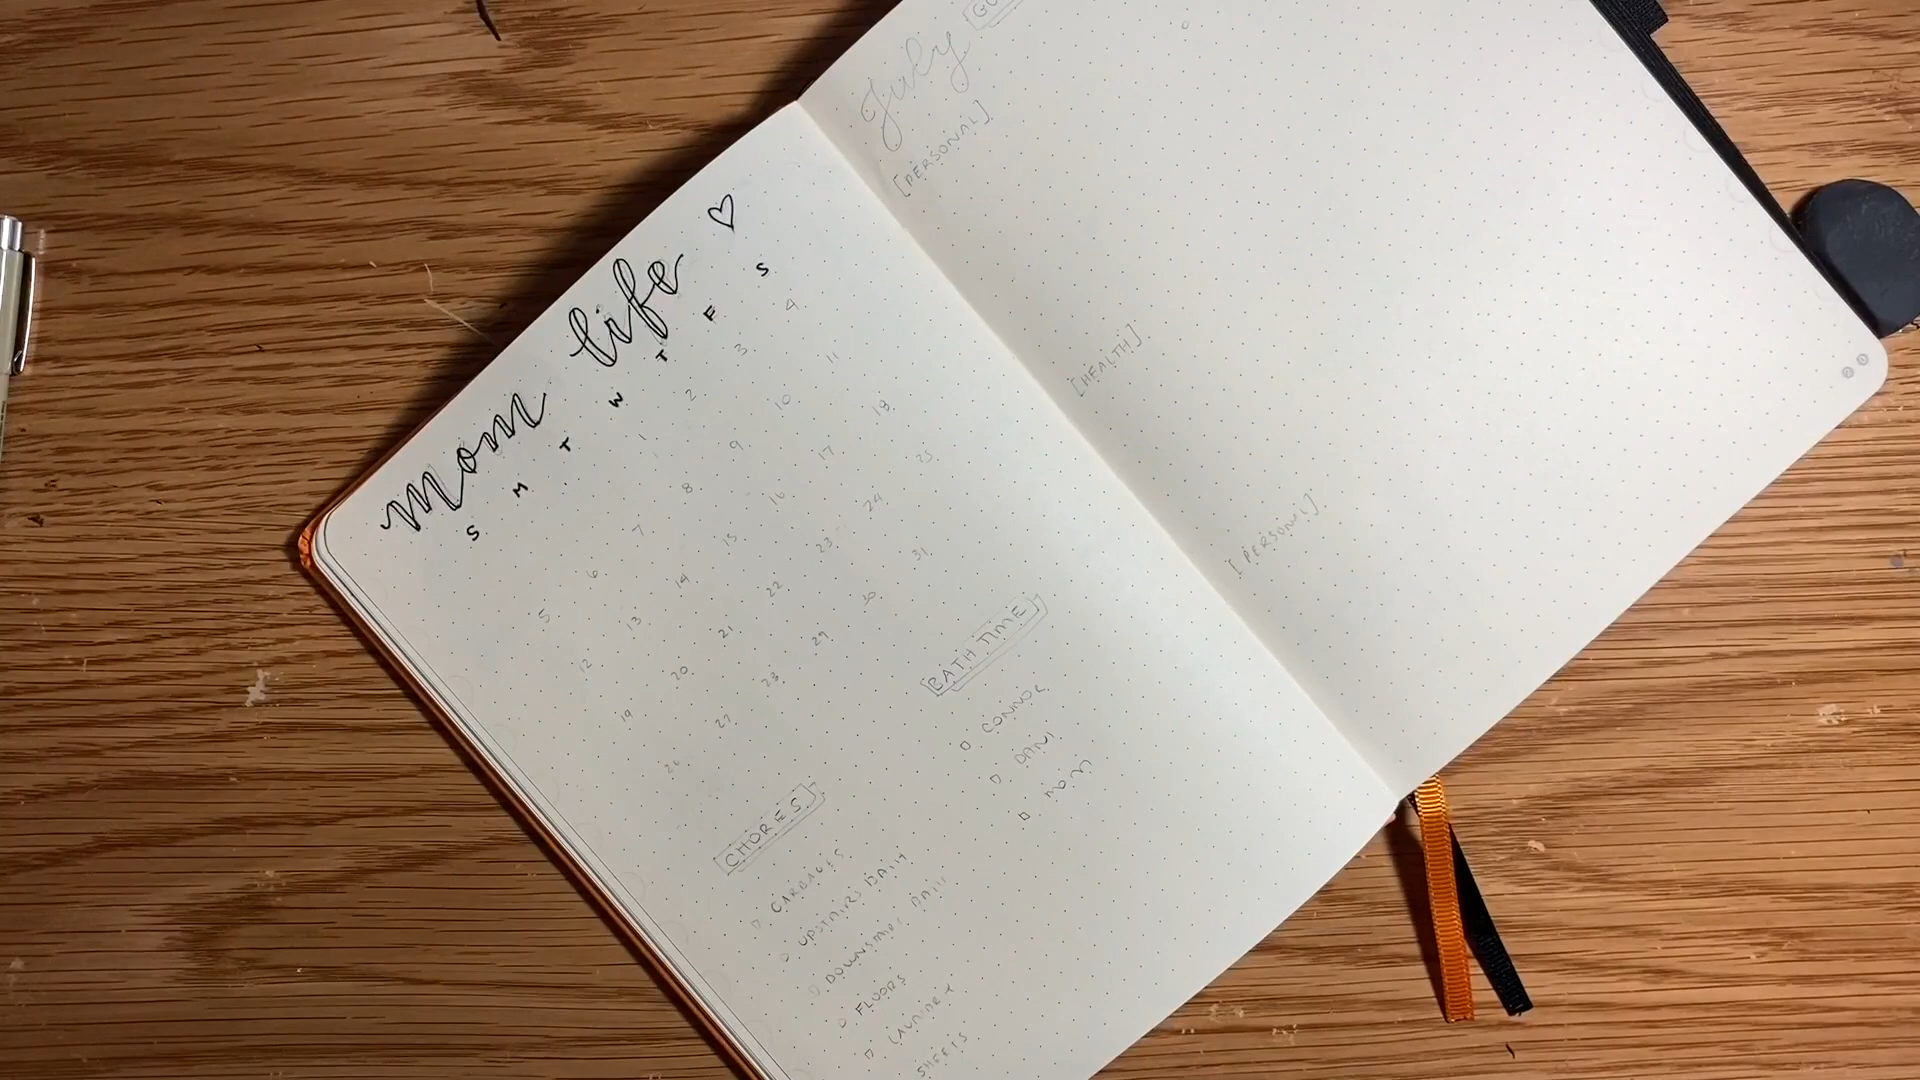 mom life ♡
S M T W T F S
1 2 3 4
5 6 7 8 9 10 11
12 13 14 15 16 17 18
19 20 21 22 23 24 25
26 27 28 29 30 31
CHORES
GARBAGES
UPSTAIRS BATH
DOWNSTAIRS BATH
FLOORS
LAUNDRY
SHEETS
BATH TIME
CONNOR
DANI
MOM
July
[PERSONAL]
[HEALTH]
[PERSONAL]